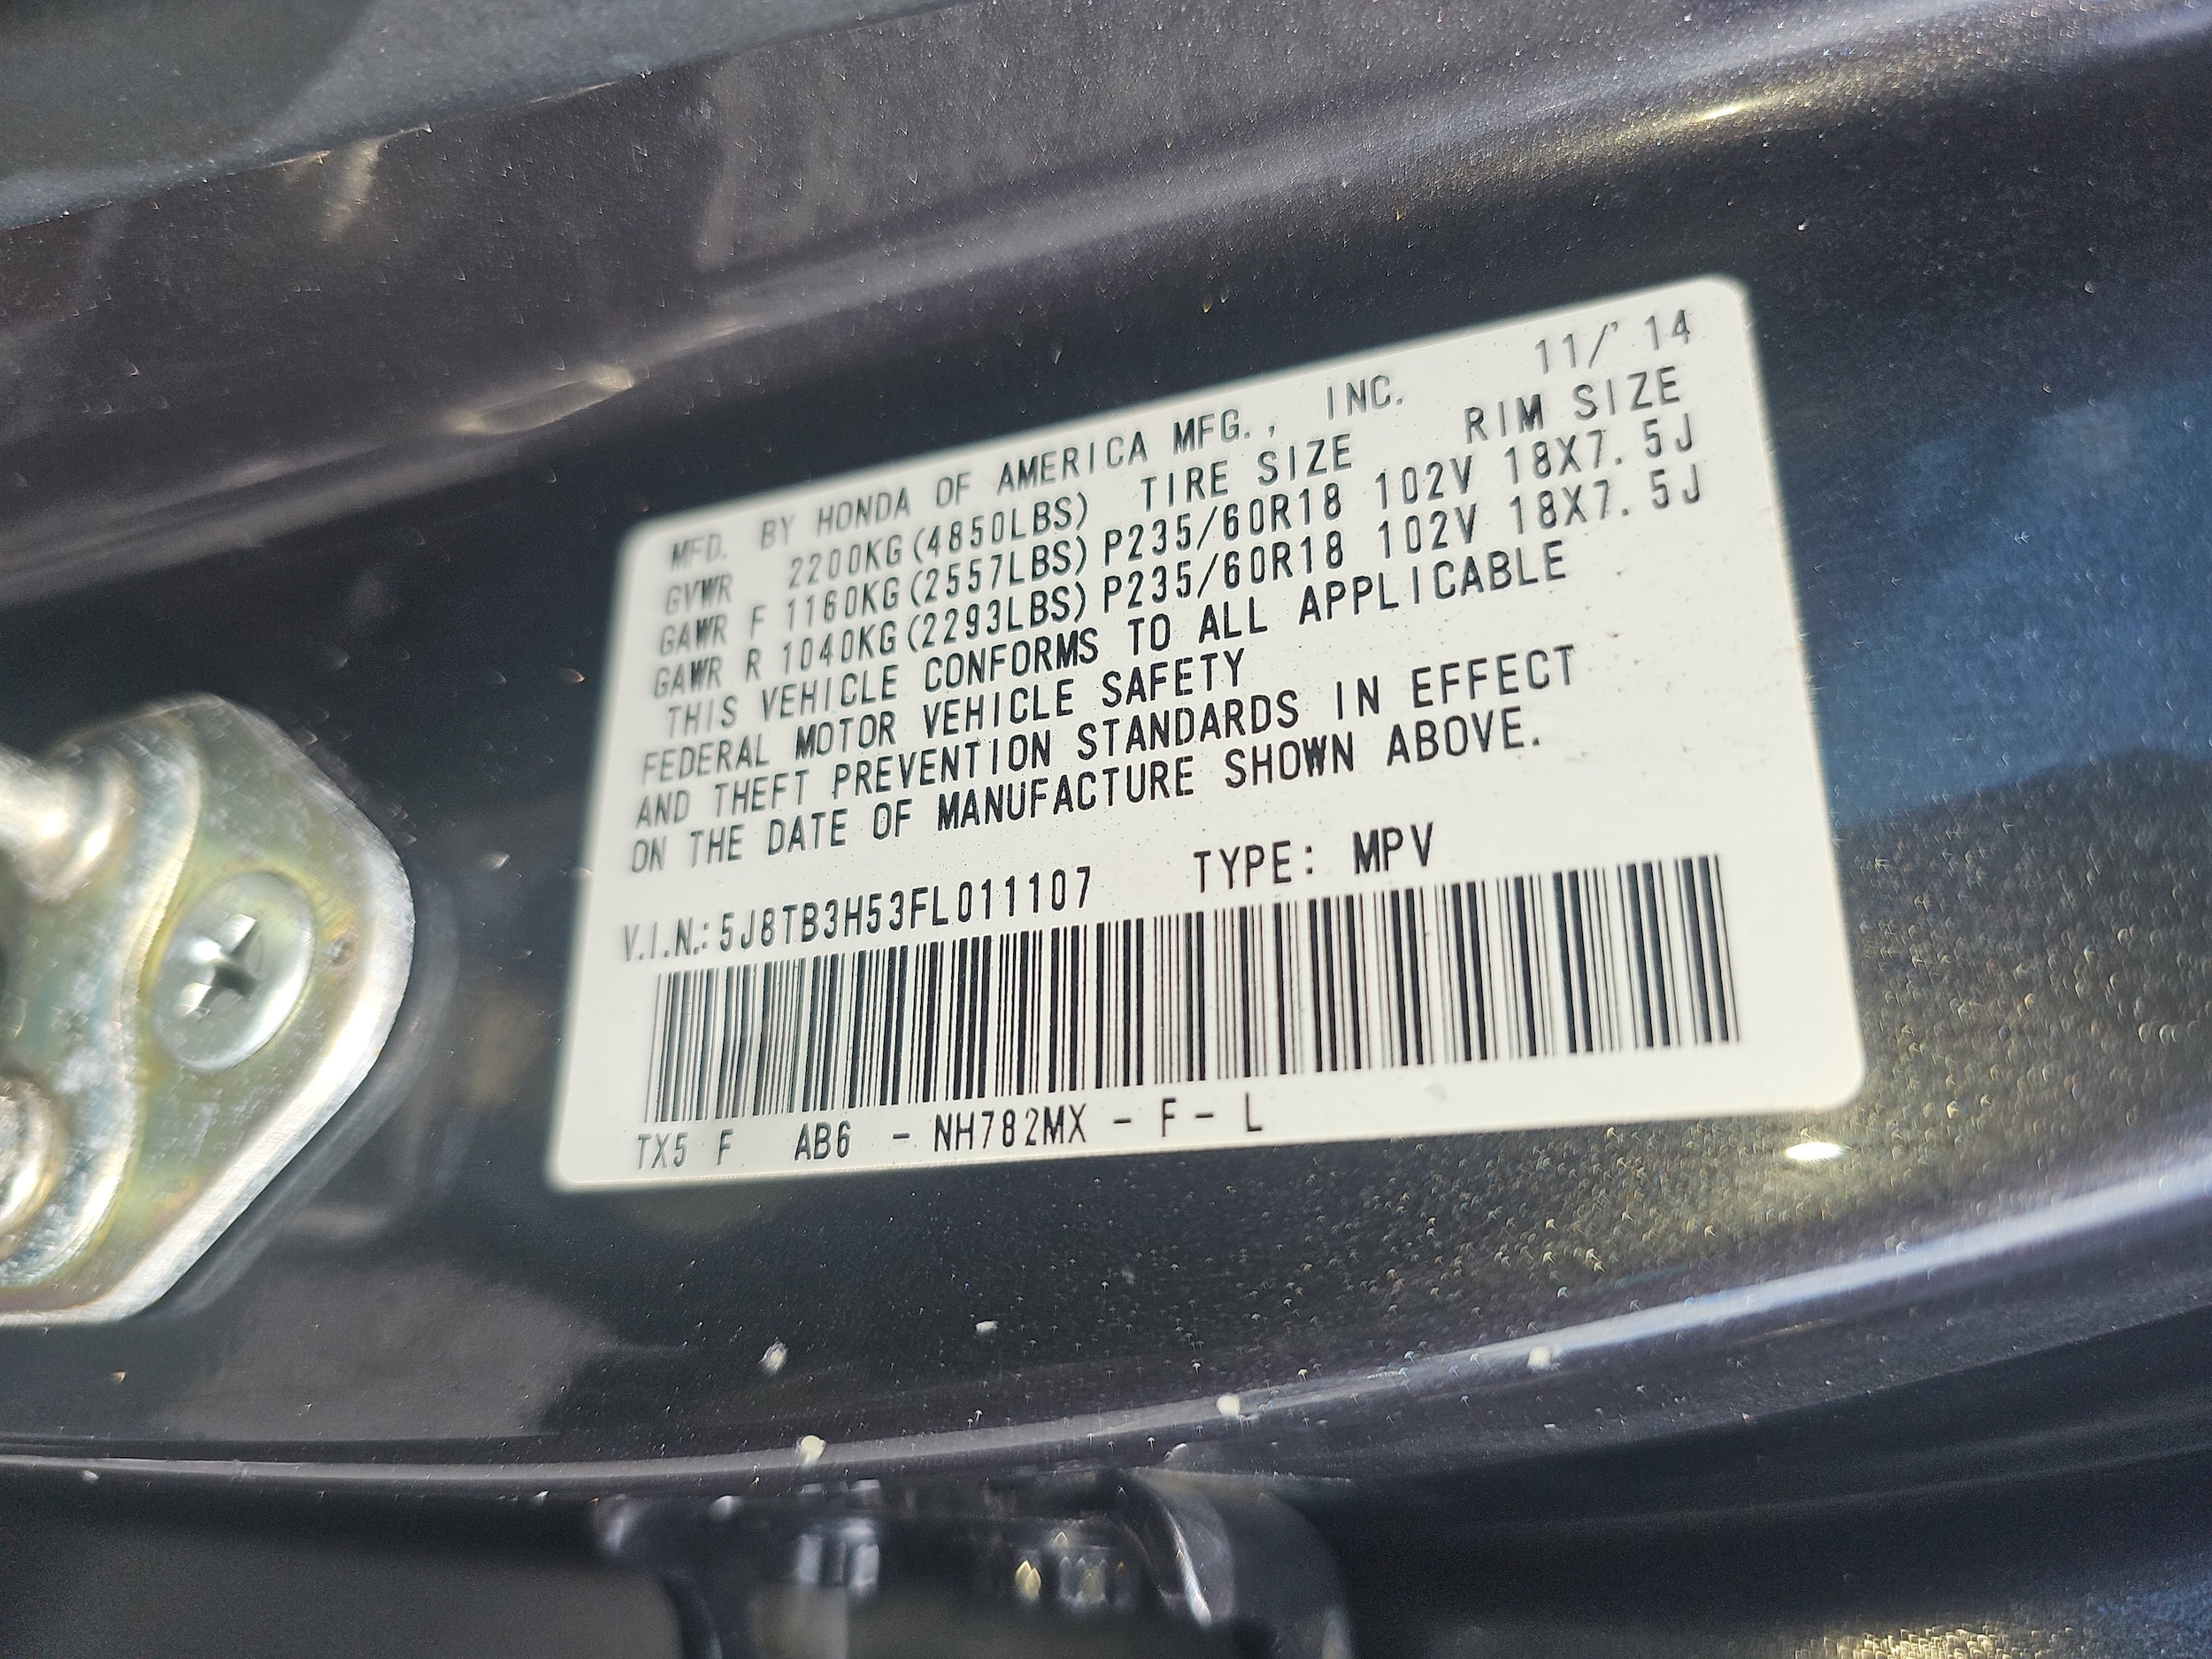 MFD. BY HONDA OF AMERICA MFG., INC. 11/'14
GVWR 2200KG(4850LBS) TIRE SIZE RIM SIZE
GAWR F 1160KG(2557LBS) P235/60R18 102V 18X7.5J
GAWR R 1040KG(2293LBS) P235/60R18 102V 18X7.5J
THIS VEHICLE CONFORMS TO ALL APPLICABLE
FEDERAL MOTOR VEHICLE SAFETY
AND THEFT PREVENTION STANDARDS IN EFFECT
ON THE DATE OF MANUFACTURE SHOWN ABOVE.
V.I.N.: 5J8TB3H53FL011107 TYPE: MPV
TX5 F AB6 - NH782MX - F - L